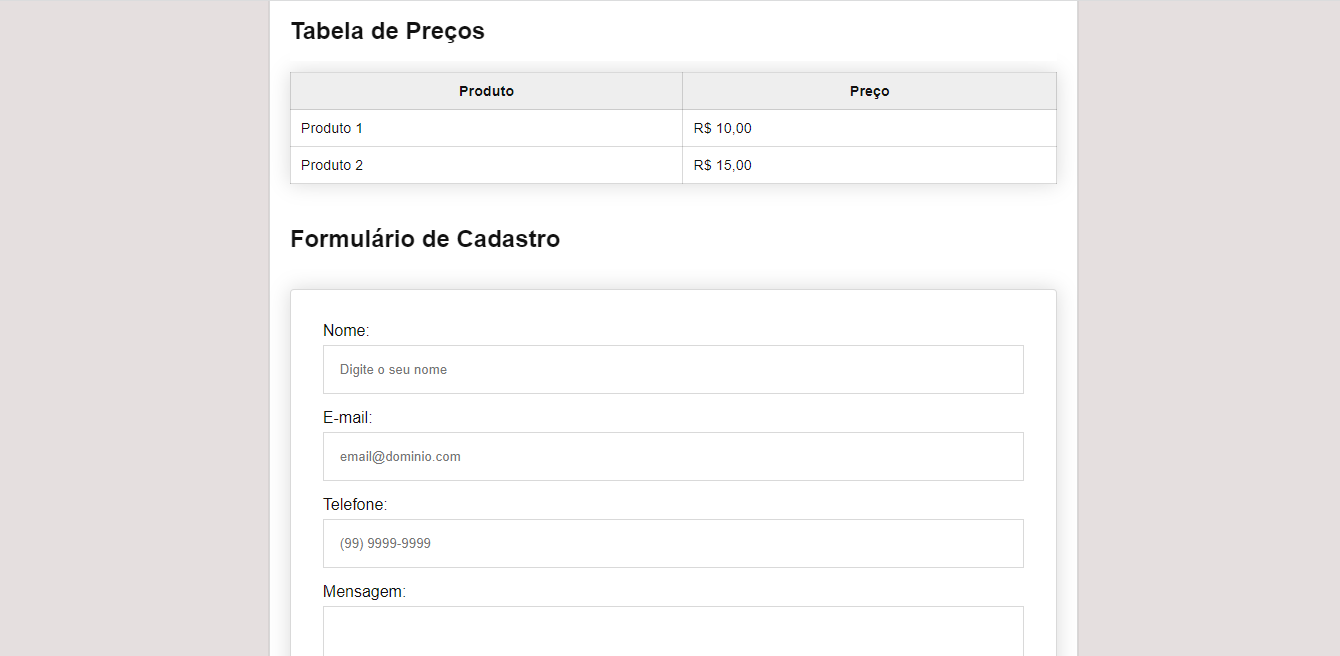 Tabela de Preços
Produto Preço
Produto 1 R$ 10,00
Produto 2 R$ 15,00
Formulário de Cadastro
Nome:
Digite o seu nome
E-mail:
email@dominio.com
Telefone:
(99) 9999-9999
Mensagem: